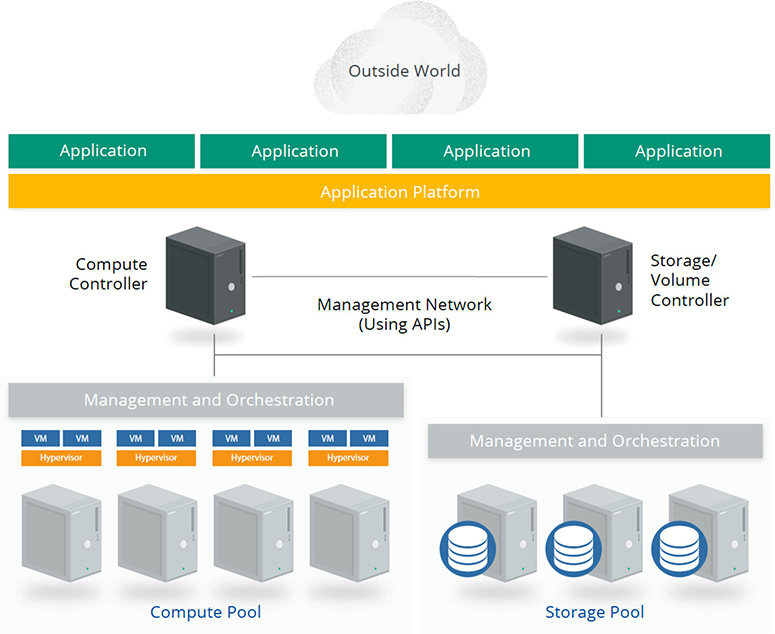 Outside World
Application
Application
Application
Application
Application Platform
Compute
Controller
Storage/
Volume
Controller
Management Network
(Using APIs)
Management and Orchestration
VM
VM
VM
VM
VM
VM
VM
VM
Hypervisor
Hypervisor
Hypervisor
Hypervisor
Management and Orchestration
Compute Pool
Storage Pool